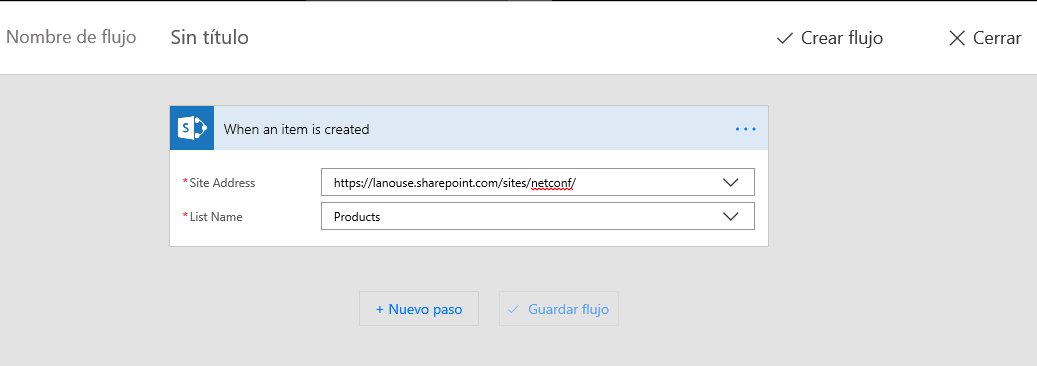 Nombre de flujo Sin título Crear flujo Cerrar
S When an item is created ...
* Site Address https://lanouse.sharepoint.com/sites/netconf/
* List Name Products
+ Nuevo paso Guardar flujo